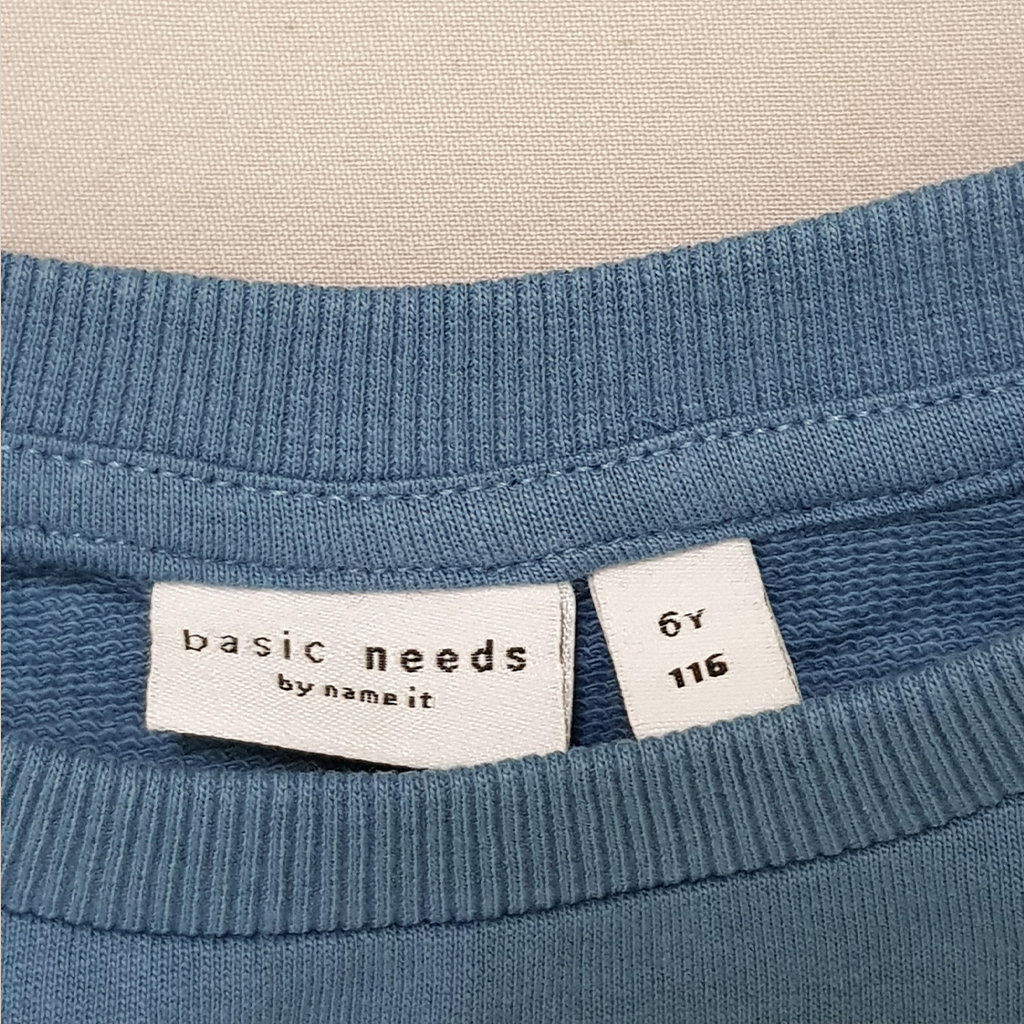 basic needs
by name it
6Y
116